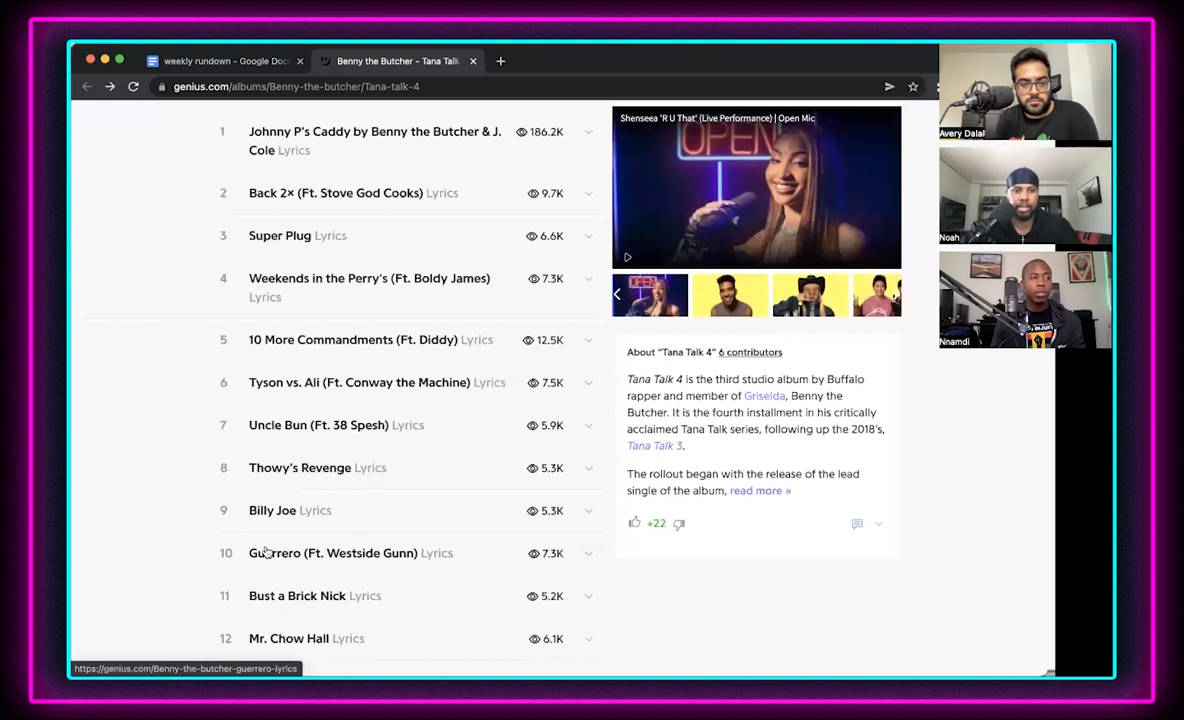 weekly rundown - Google Doc
Benny the Butcher - Tana Talk
genius.com/albums/Benny-the-butcher/Tana-talk-4
1 Johnny P's Caddy by Benny the Butcher & J. 186.2K
Cole Lyrics
2 Back 2× (Ft. Stove God Cooks) Lyrics 9.7K
3 Super Plug Lyrics 6.6K
4 Weekends in the Perry's (Ft. Boldy James) 7.3K
Lyrics
5 10 More Commandments (Ft. Diddy) Lyrics 12.5K
6 Tyson vs. Ali (Ft. Conway the Machine) Lyrics 7.5K
7 Uncle Bun (Ft. 38 Spesh) Lyrics 5.9K
8 Thowy's Revenge Lyrics 5.3K
9 Billy Joe Lyrics 5.3K
10 Guerrero (Ft. Westside Gunn) Lyrics 7.3K
11 Bust a Brick Nick Lyrics 5.2K
12 Mr. Chow Hall Lyrics 6.1K
https://genius.com/Benny-the-butcher-guerrero-lyrics
Shenseea 'R U That' (Live Performance) | Open Mic
OPEN
About “Tana Talk 4” 6 contributors
Tana Talk 4 is the third studio album by Buffalo
rapper and member of Griselda, Benny the
Butcher. It is the fourth installment in his critically
acclaimed Tana Talk series, following up the 2018's,
Tana Talk 3.
The rollout began with the release of the lead
single of the album, read more »
+22
Avery Dalal
Noah
Nnamdi